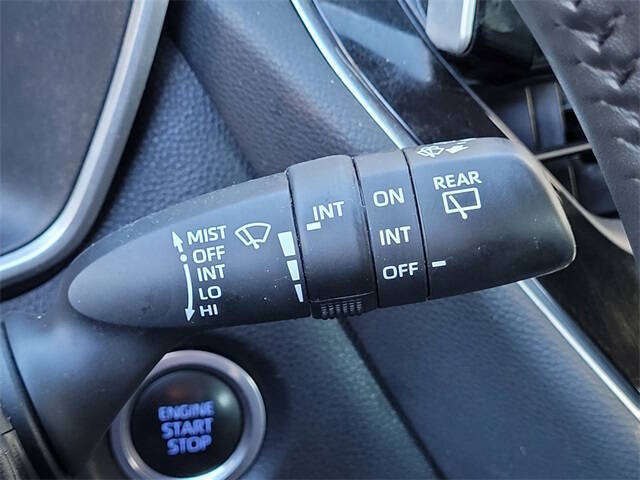 MIST
OFF
INT
LO
HI
INT
ON
INT
OFF
REAR
ENGINE
START
STOP